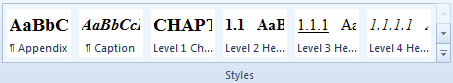 AaBbC AaBbCcI CHAPT 1.1 AaB 1.1.1 Aa 1.1.1.1
¶ Appendix ¶ Caption Level 1 Ch... Level 2 He... Level 3 He... Level 4 He...
Styles